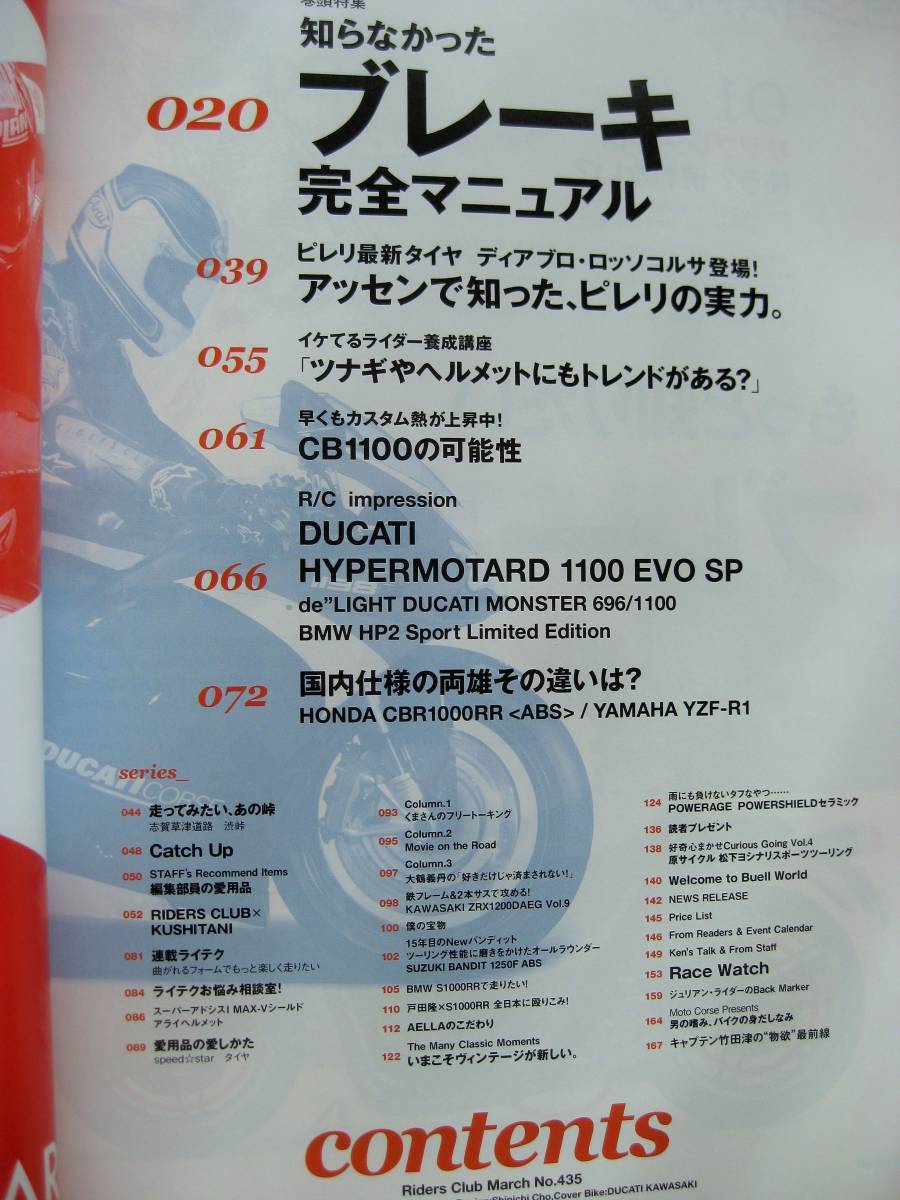 巻頭特集
知らなかった
020
ブレーキ
完全マニュアル
039
ピレリ最新タイヤ ディアブロ・ロッソコルサ登場！
アッセンで知った、ピレリの実力。
055
イケてるライダー養成講座
「ツナギやヘルメットにもトレンドがある？」
061
早くもカスタム熱が上昇中！
CB1100の可能性
066
R/C impression
DUCATI
HYPERMOTARD 1100 EVO SP
de”LIGHT DUCATI MONSTER 696/1100
BMW HP2 Sport Limited Edition
072
国内仕様の両雄その違いは？
HONDA CBR1000RR <ABS> / YAMAHA YZF-R1
series_
044 走ってみたい、あの峠
志賀草津道路 渋峠
048 Catch Up
050 STAFF's Recommend Items
編集部員の愛用品
052 RIDERS CLUB×
KUSHITANI
081 連載ライテク
曲がれるフォームでもっと楽しく走りたい
084 ライテクお悩み相談室！
086 スーパーアドシスI MAX-Vシールド
アライヘルメット
089 愛用品の愛しかた
speed☆star タイヤ
093 Column.1
くまさんのフリートーキング
095 Column.2
Movie on the Road
097 Column.3
大鶴義丹の「好きだけじゃ済まされない！」
098 鉄フレーム&2本サスで攻める！
KAWASAKI ZRX1200DAEG Vol.9
100 僕の宝物
102 15年目のNewバンディット
ツーリング性能に磨きをかけたオールラウンダー
SUZUKI BANDIT 1250F ABS
105 BMW S1000RRで走りたい！
110 戸田隆×S1000RR 全日本に殴りこみ！
112 AELLAのこだわり
122 The Many Classic Moments
いまこそヴィンテージが新しい。
124 雨にも負けないタフなやつ……
POWERAGE POWERSHIELDセラミック
136 読者プレゼント
138 好奇心まかせCurious Going Vol.4
原サイクル 松下ヨシナリスポーツツーリング
140 Welcome to Buell World
142 NEWS RELEASE
145 Price List
146 From Readers & Event Calendar
149 Ken's Talk & From Staff
153 Race Watch
159 ジュリアン・ライダーのBack Marker
164 Moto Corse Presents
男の嗜み、バイクの身だしなみ
167 キャプテン竹田津の“物欲”最前線
DUCATI CORSE
contents
Riders Club March No.435
Shinichi Cho,Cover Bike:DUCATI KAWASAKI